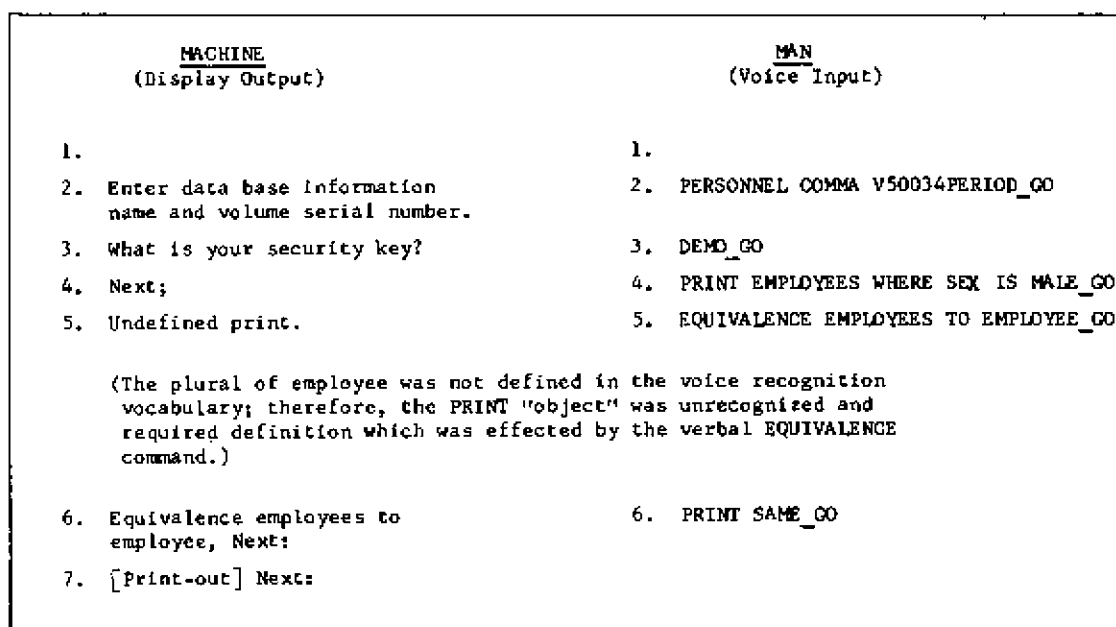 MACHINE MAN
(Display Output) (Voice Input)
1. 1.
2. Enter data base information 2. PERSONNEL COMMA V50034PERIOD_GO
name and volume serial number.
3. What is your security key? 3. DEMO_GO
4. Next; 4. PRINT EMPLOYEES WHERE SEX IS MALE_GO
5. Undefined print. 5. EQUIVALENCE EMPLOYEES TO EMPLOYEE_GO
(The plural of employee was not defined in the voice recognition
vocabulary; therefore, the PRINT "object" was unrecognized and
required definition which was effected by the verbal EQUIVALENCE
command.)
6. Equivalence employees to 6. PRINT SAME_GO
employee, Next:
7. [Print-out] Next: